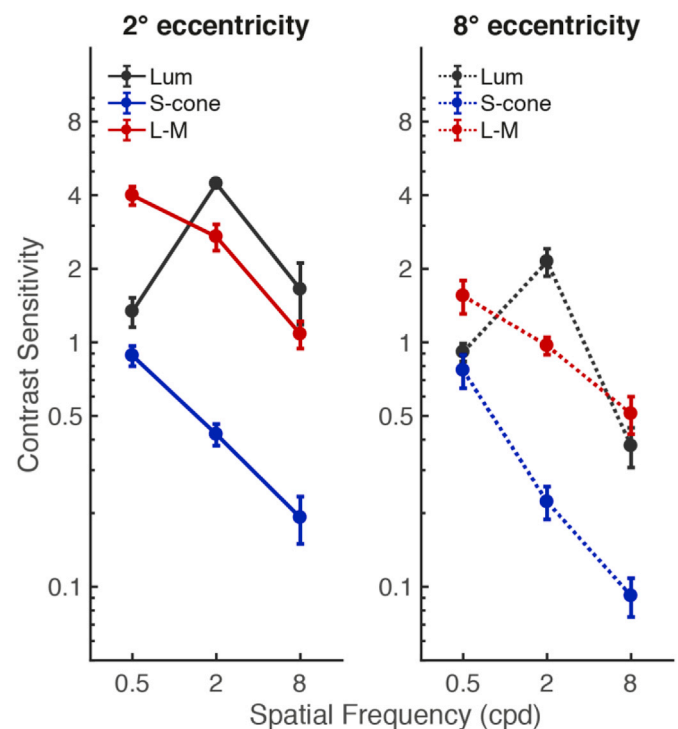 2° eccentricity
Lum
S-cone
L-M
8
4
2
1
0.5
0.1
0.5 2 8
8° eccentricity
Lum
S-cone
L-M
8
4
2
1
0.5
0.1
0.5 2 8
Contrast Sensitivity
Spatial Frequency (cpd)